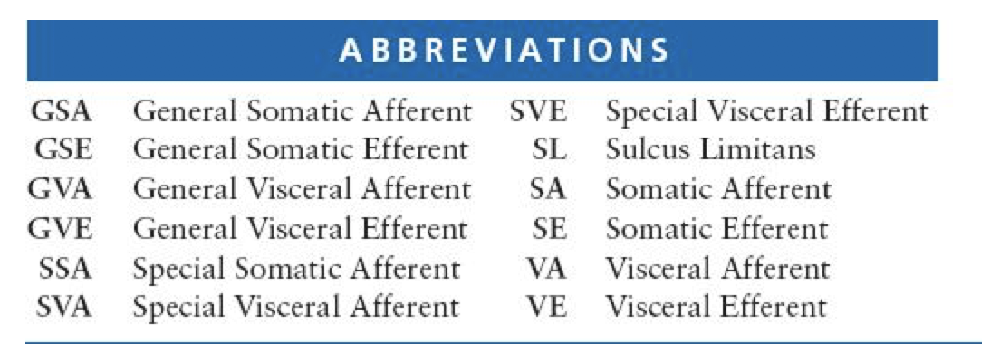 ABBREVIATIONS
GSA General Somatic Afferent SVE Special Visceral Efferent
GSE General Somatic Efferent SL Sulcus Limitans
GVA General Visceral Afferent SA Somatic Afferent
GVE General Visceral Efferent SE Somatic Efferent
SSA Special Somatic Afferent VA Visceral Afferent
SVA Special Visceral Afferent VE Visceral Efferent